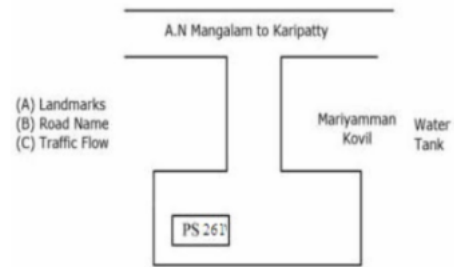 A.N Mangalam to Karipatty
(A) Landmarks
(B) Road Name
(C) Traffic Flow
Mariyamman
Kovil
Water
Tank
PS 261